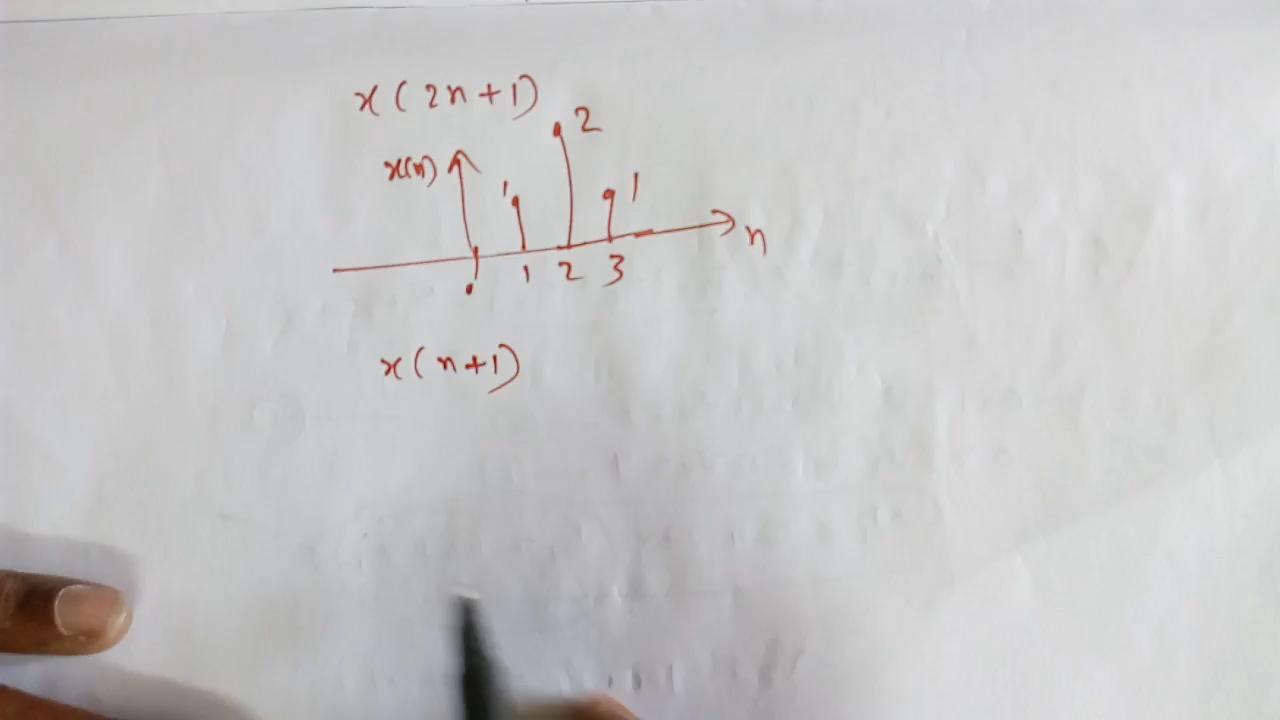 x(2n+1)
2
x(n)
1
1
n
1 2 3
x(n+1)